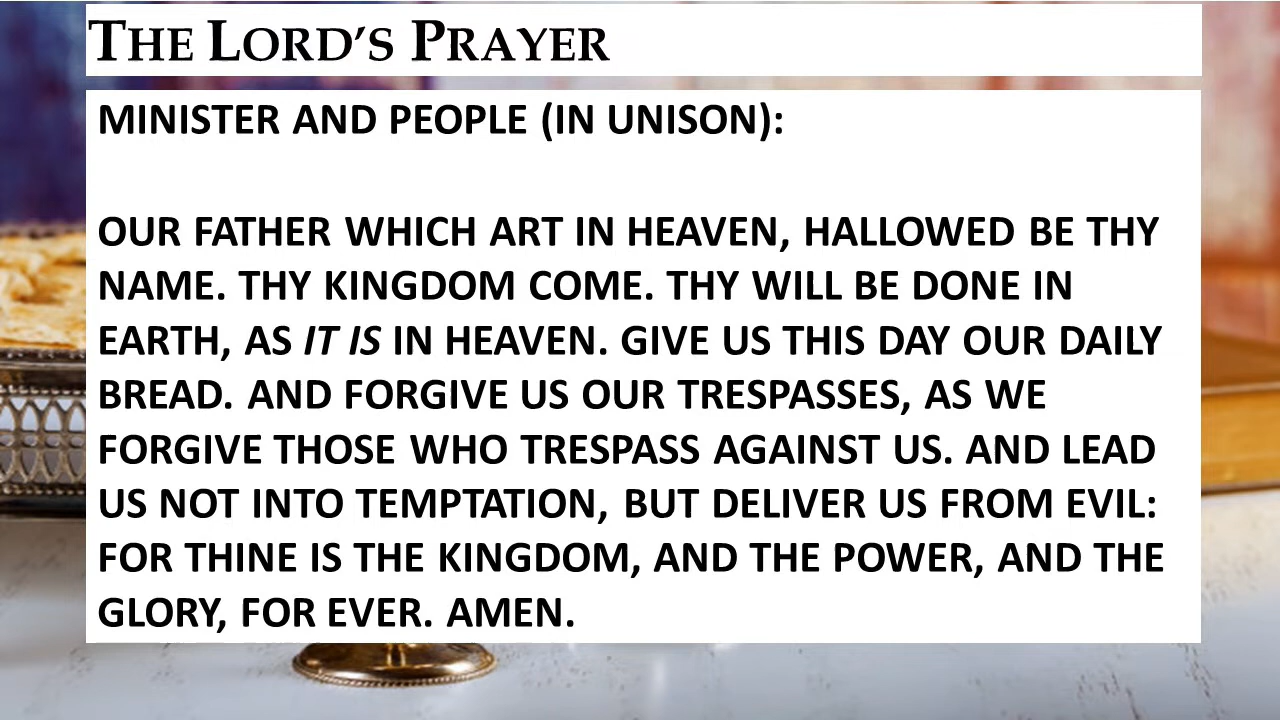 THE LORD’S PRAYER
MINISTER AND PEOPLE (IN UNISON):
OUR FATHER WHICH ART IN HEAVEN, HALLOWED BE THY
NAME. THY KINGDOM COME. THY WILL BE DONE IN
EARTH, AS IT IS IN HEAVEN. GIVE US THIS DAY OUR DAILY
BREAD. AND FORGIVE US OUR TRESPASSES, AS WE
FORGIVE THOSE WHO TRESPASS AGAINST US. AND LEAD
US NOT INTO TEMPTATION, BUT DELIVER US FROM EVIL:
FOR THINE IS THE KINGDOM, AND THE POWER, AND THE
GLORY, FOR EVER. AMEN.